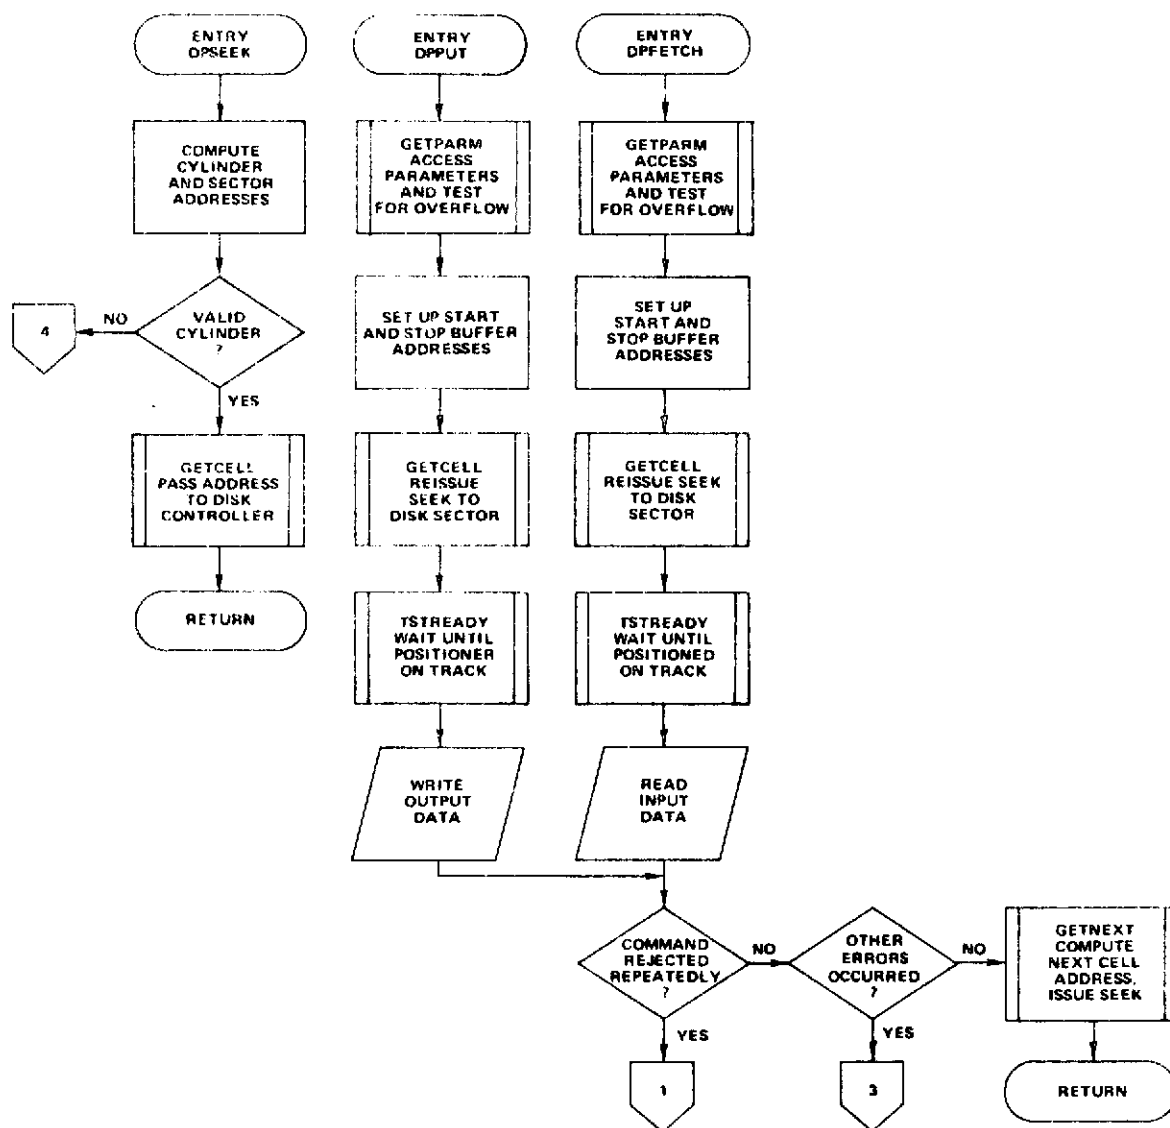 ENTRY
DPSEEK
COMPUTE
CYLINDER
AND SECTOR
ADDRESSES
VALID
CYLINDER
?
NO
4
YES
GETCELL
PASS ADDRESS
TO DISK
CONTROLLER
RETURN
ENTRY
DPPUT
GETPARM
ACCESS
PARAMETERS
AND TEST
FOR OVERFLOW
SET UP START
AND STOP BUFFER
ADDRESSES
GETCELL
REISSUE
SEEK TO
DISK SECTOR
TSTREADY
WAIT UNTIL
POSITIONER
ON TRACK
WRITE
OUTPUT
DATA
ENTRY
DPFETCH
GETPARM
ACCESS
PARAMETERS
AND TEST
FOR OVERFLOW
SET UP
START AND
STOP BUFFER
ADDRESSES
GETCELL
REISSUE SEEK
TO DISK
SECTOR
TSTREADY
WAIT UNTIL
POSITIONED
ON TRACK
READ
INPUT
DATA
COMMAND
REJECTED
REPEATEDLY
?
NO
YES
1
OTHER
ERRORS
OCCURRED
?
NO
YES
3
GETNEXT
COMPUTE
NEXT CELL
ADDRESS,
ISSUE SEEK
RETURN